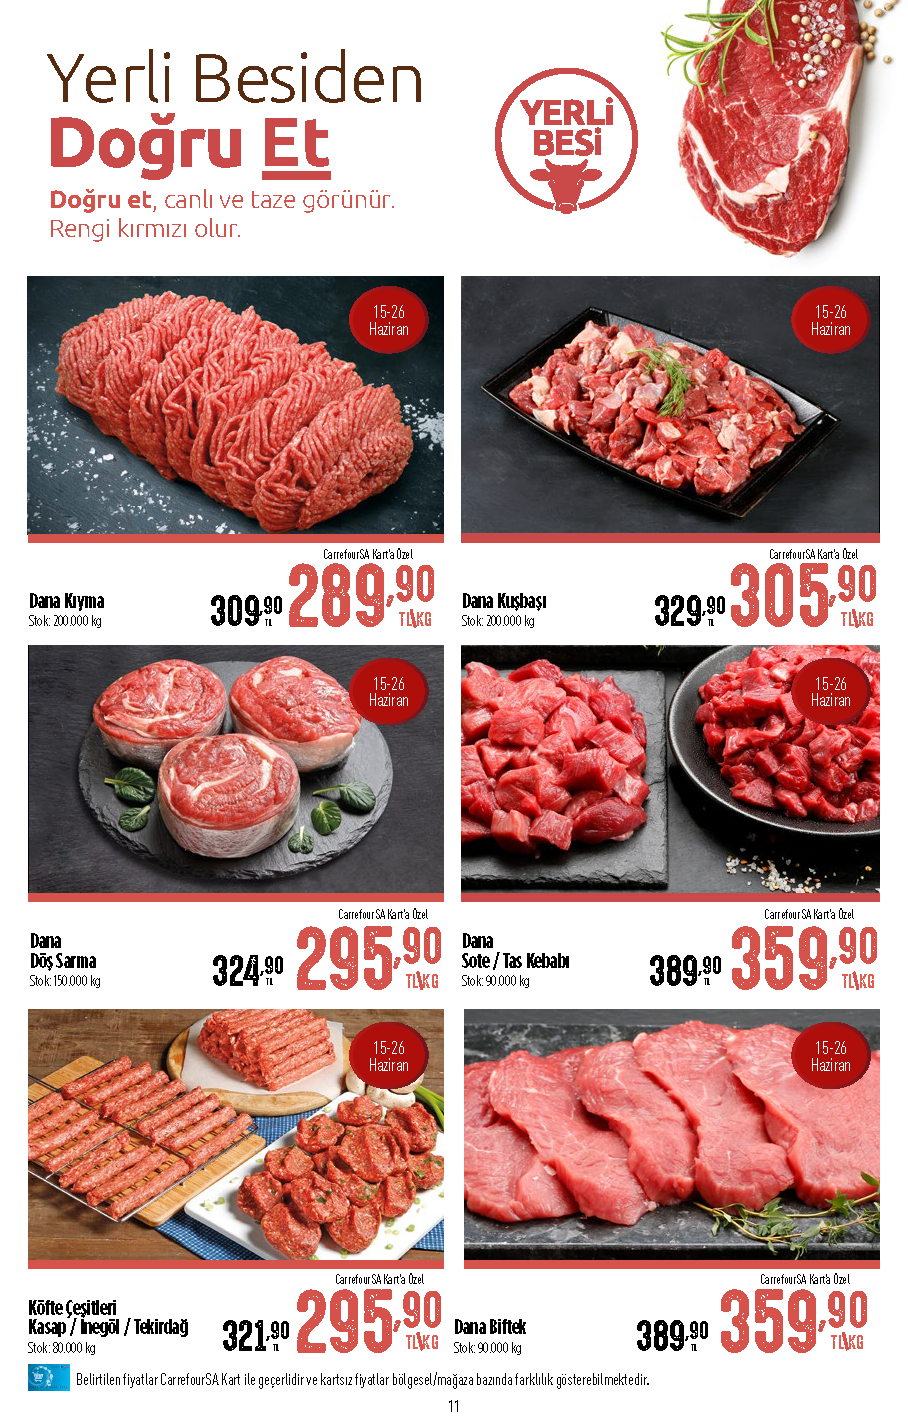 Yerli Besiden
Doğru Et
Doğru et, canlı ve taze görünür.
Rengi kırmızı olur.
YERLİ
BESİ
15-26
Haziran
15-26
Haziran
CarrefourSA Kart'a Özel
Dana Kıyma
Stok: 200.000 kg
309,90 TL
289,90 TL\KG
CarrefourSA Kart'a Özel
Dana Kuşbaşı
Stok: 200.000 kg
329,90 TL
305,90 TL\KG
15-26
Haziran
15-26
Haziran
CarrefourSA Kart'a Özel
Dana
Döş Sarma
Stok: 150.000 kg
324,90 TL
295,90 TL\KG
CarrefourSA Kart'a Özel
Dana
Sote / Tas Kebabı
Stok: 90.000 kg
389,90 TL
359,90 TL\KG
15-26
Haziran
15-26
Haziran
CarrefourSA Kart'a Özel
Köfte Çeşitleri
Kasap / İnegöl / Tekirdağ
Stok: 80.000 kg
321,90 TL
295,90 TL\KG
CarrefourSA Kart'a Özel
Dana Biftek
Stok: 90.000 kg
389,90 TL
359,90 TL\KG
Belirtilen fiyatlar CarrefourSA Kart ile geçerlidir ve kartsız fiyatlar bölgesel/mağaza bazında farklılık gösterebilmektedir.
11